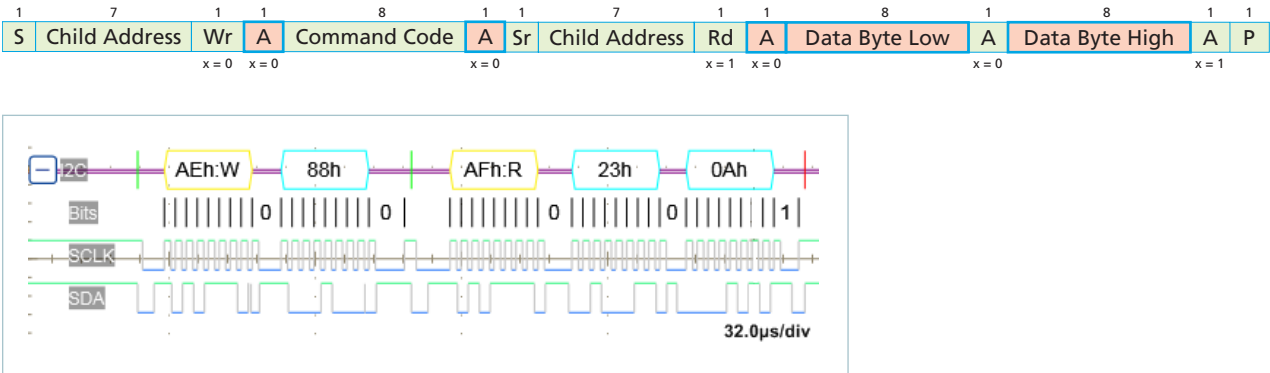 1 7 1 1 8 1 1 7 1 1 8 1 8 1 1
S Child Address Wr A Command Code A Sr Child Address Rd A Data Byte Low A Data Byte High A P
x = 0 x = 0 x = 0 x = 1 x = 0 x = 0 x = 1
I2C AEh:W 88h AFh:R 23h 0Ah
Bits 0 0 0 0 1
SCLK
SDA
32.0µs/div